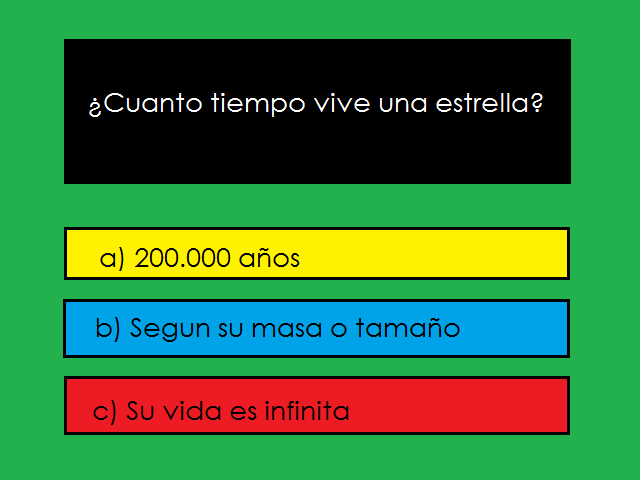 ¿Cuanto tiempo vive una estrella?
a) 200.000 años
b) Segun su masa o tamaño
c) Su vida es infinita